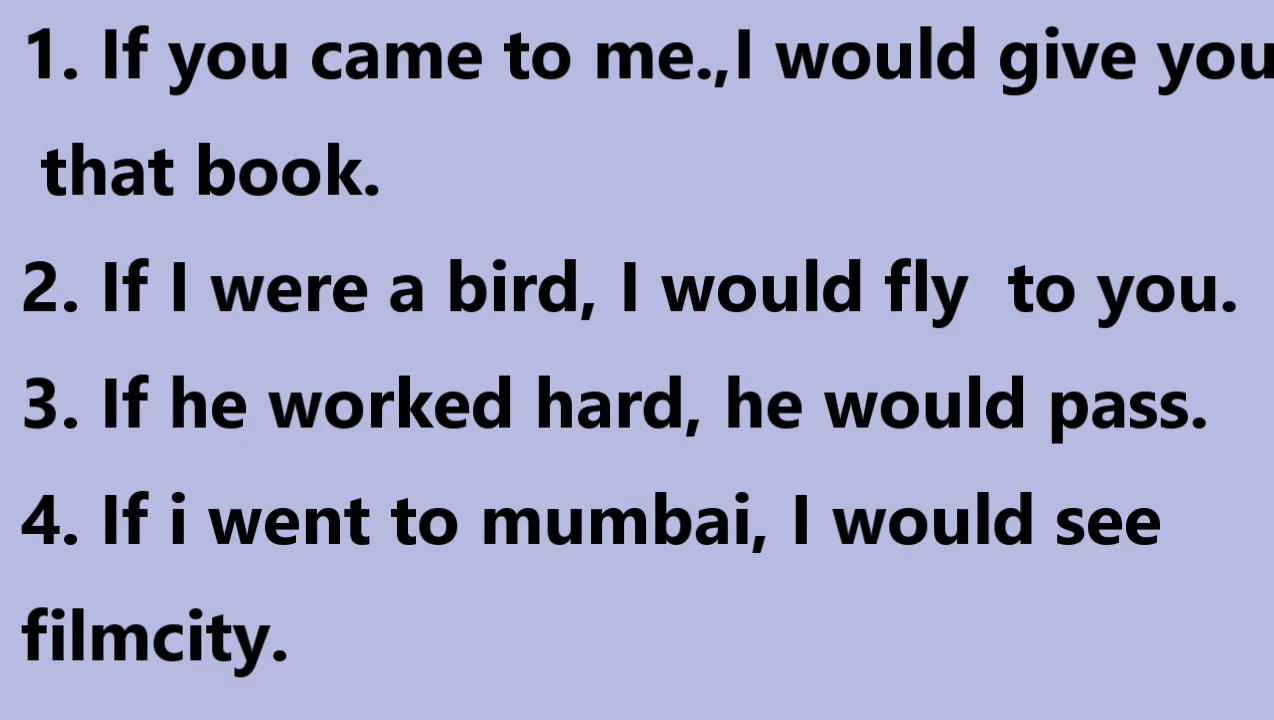 1. If you came to me.,I would give you
that book.
2. If I were a bird, I would fly  to you.
3. If he worked hard, he would pass.
4. If i went to mumbai, I would see
filmcity.